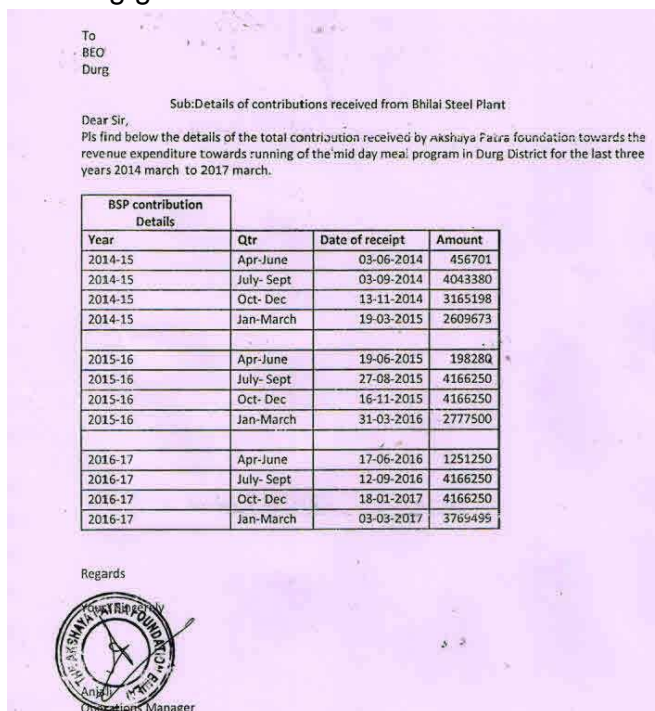 To
BEO
Durg
Sub:Details of contributions received from Bhilai Steel Plant
Dear Sir,
Pls find below the details of the total contribution received by Akshaya Patra foundation towards the
revenue expenditure towards running of the mid day meal program in Durg District for the last three
years 2014 march to 2017 march.
BSP contribution
Details
Year Qtr Date of receipt Amount
2014-15 Apr-June 03-06-2014 456701
2014-15 July- Sept 03-09-2014 4043380
2014-15 Oct- Dec 13-11-2014 3165198
2014-15 Jan-March 19-03-2015 2609673
2015-16 Apr-June 19-06-2015 198280
2015-16 July- Sept 27-08-2015 4166250
2015-16 Oct- Dec 16-11-2015 4166250
2015-16 Jan-March 31-03-2016 2777500
2016-17 Apr-June 17-06-2016 1251250
2016-17 July- Sept 12-09-2016 4166250
2016-17 Oct- Dec 18-01-2017 4166250
2016-17 Jan-March 03-03-2017 3769499
Regards
THE AKSHAYA PATRA FOUNDATION
Anjali
Operations Manager